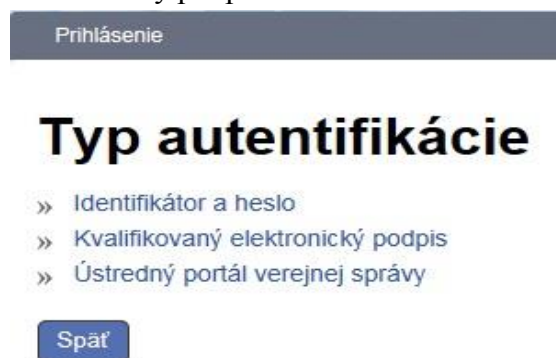 Prihlásenie
Typ autentifikácie
» Identifikátor a heslo
» Kvalifikovaný elektronický podpis
» Ústredný portál verejnej správy
Späť